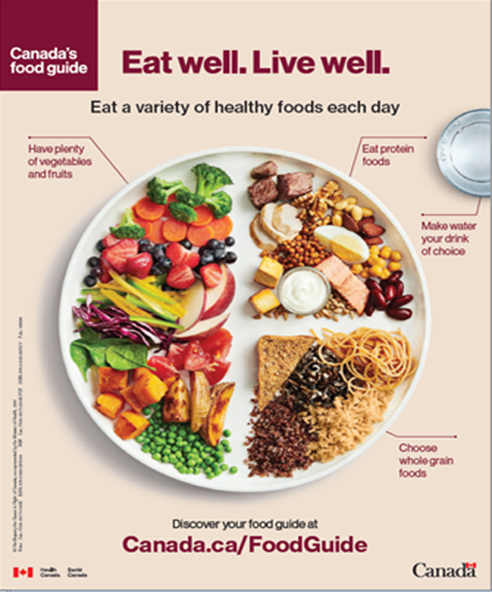 Canada's
food guide
Eat well. Live well.
Eat a variety of healthy foods each day
Have plenty
of vegetables
and fruits
Eat protein
foods
Make water
your drink
of choice
Choose
whole grain
foods
Discover your food guide at
Canada.ca/FoodGuide
Health
Canada
Santé
Canada
Canada